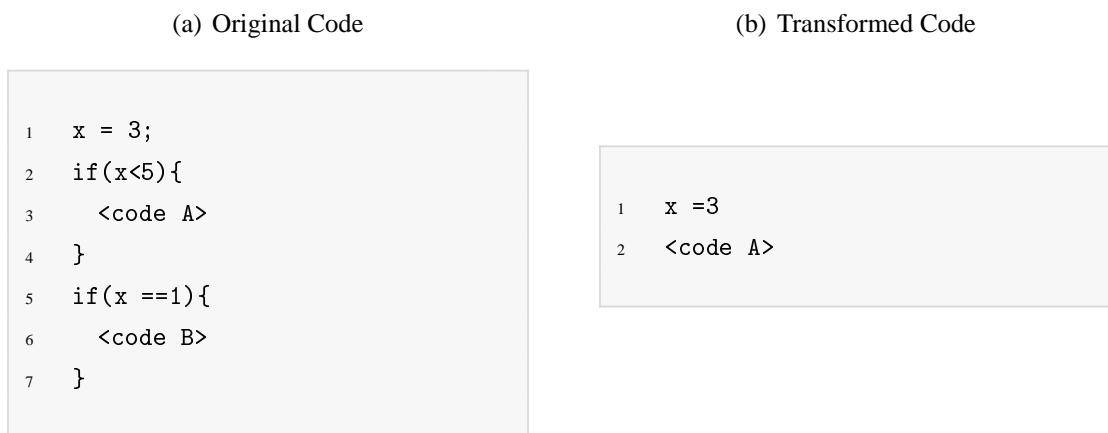 (a) Original Code
1 x = 3;
2 if(x<5){
3 <code A>
4 }
5 if(x ==1){
6 <code B>
7 }
(b) Transformed Code
1 x =3
2 <code A>